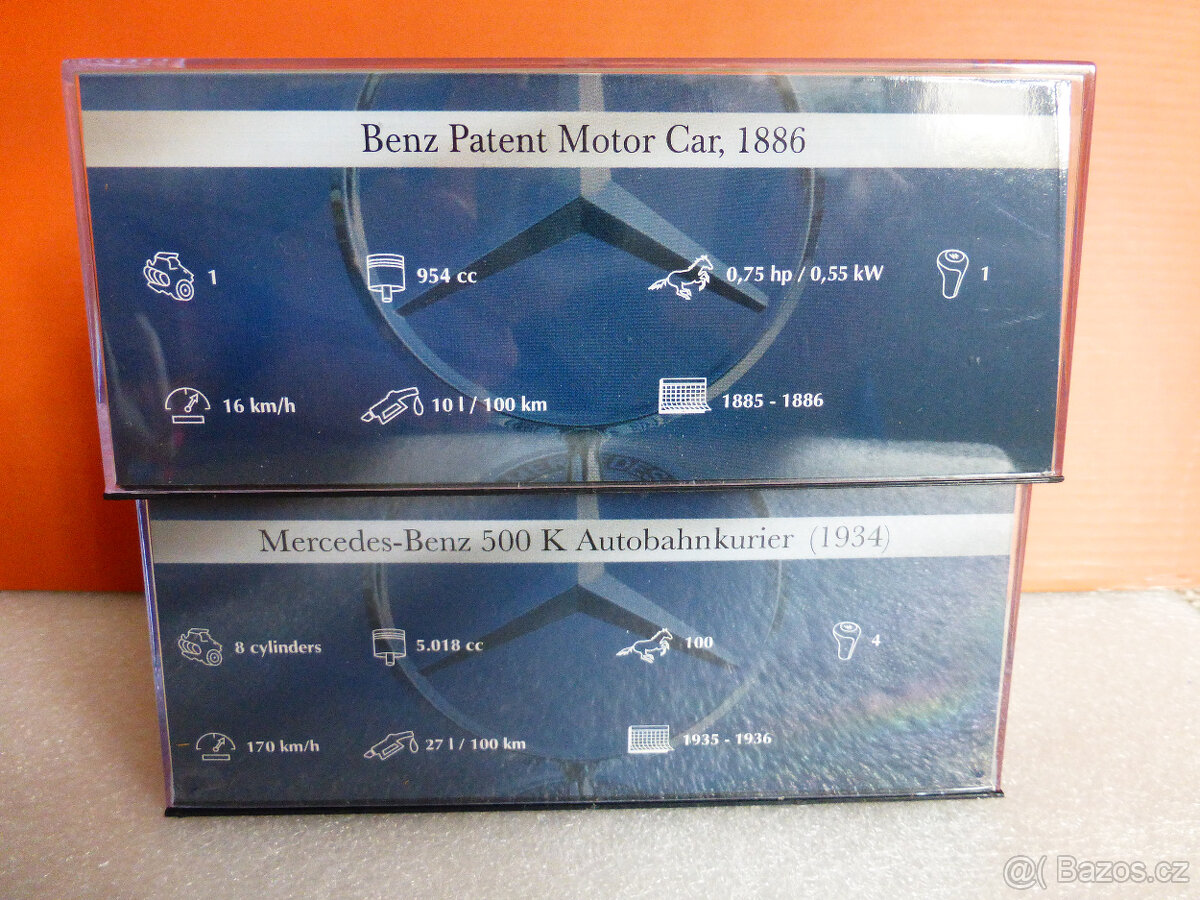 Benz Patent Motor Car, 1886
1 954 cc 0,75 hp / 0,55 kW 1
16 km/h 10 l / 100 km 1885 - 1886
Mercedes-Benz 500 K Autobahnkurier (1934)
8 cylinders 5.018 cc 100 4
170 km/h 27 l / 100 km 1935 - 1936
@( Bazos.cz